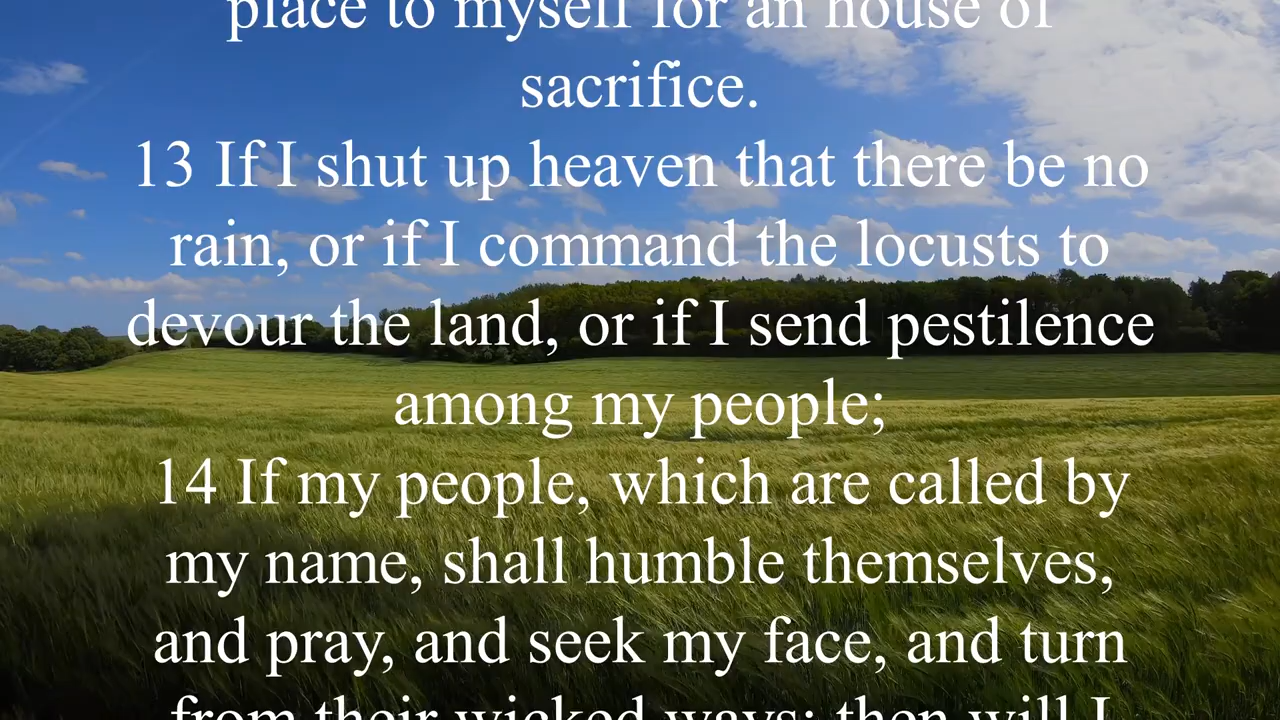 place to myself for an house of
sacrifice.
13 If I shut up heaven that there be no
rain, or if I command the locusts to
devour the land, or if I send pestilence
among my people;
14 If my people, which are called by
my name, shall humble themselves,
and pray, and seek my face, and turn
from their wicked ways; then will I